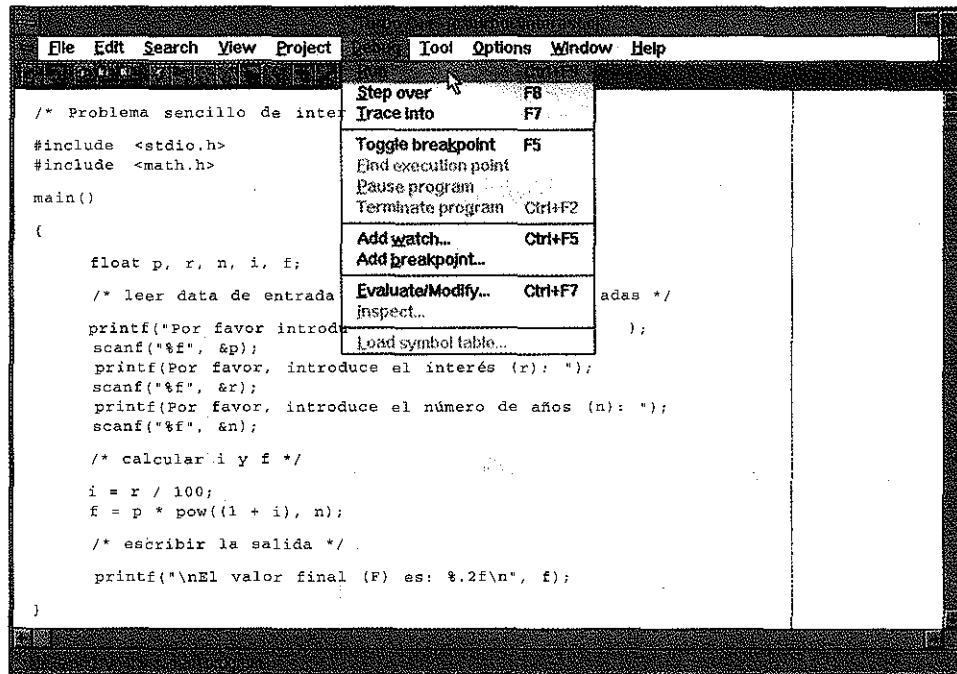 File Edit Search View Project Debug Tool Options Window Help
Run Ctrl+F9
Step over F8
Trace into F7
Toggle breakpoint F5
Find execution point
Pause program
Terminate program Ctrl+F2
Add watch... Ctrl+F5
Add breakpoint...
Evaluate/Modify... Ctrl+F7
Inspect...
Load symbol table...
/* Problema sencillo de inter
#include <stdio.h>
#include <math.h>
main()
{
float p, r, n, i, f;
/* leer data de entrada adas */
printf("Por favor introdu );
scanf("%f", &p);
printf(Por favor, introduce el interés (r): ");
scanf("%f", &r);
printf(Por favor, introduce el número de años (n): ");
scanf("%f", &n);
/* calcular i y f */
i = r / 100;
f = p * pow((1 + i), n);
/* escribir la salida */
printf("\nEl valor final (F) es: %.2f\n", f);
}